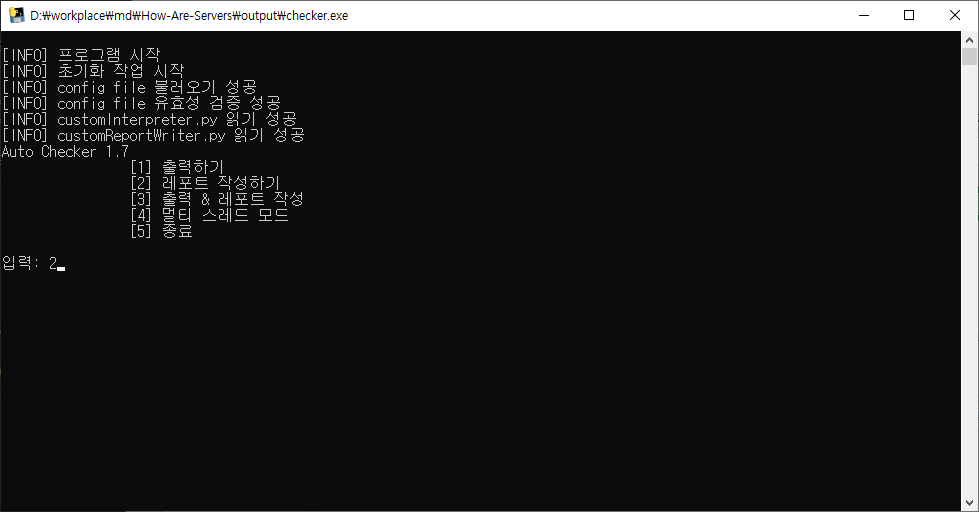 D:₩workplace₩md₩How-Are-Servers₩output₩checker.exe
[INFO] 프로그램 시작
[INFO] 초기화 작업 시작
[INFO] config file 불러오기 성공
[INFO] config file 유효성 검증 성공
[INFO] customInterpreter.py 읽기 성공
[INFO] customReportWriter.py 읽기 성공
Auto Checker 1.7
[1] 출력하기
[2] 레포트 작성하기
[3] 출력 & 레포트 작성
[4] 멀티 스레드 모드
[5] 종료
입력: 2